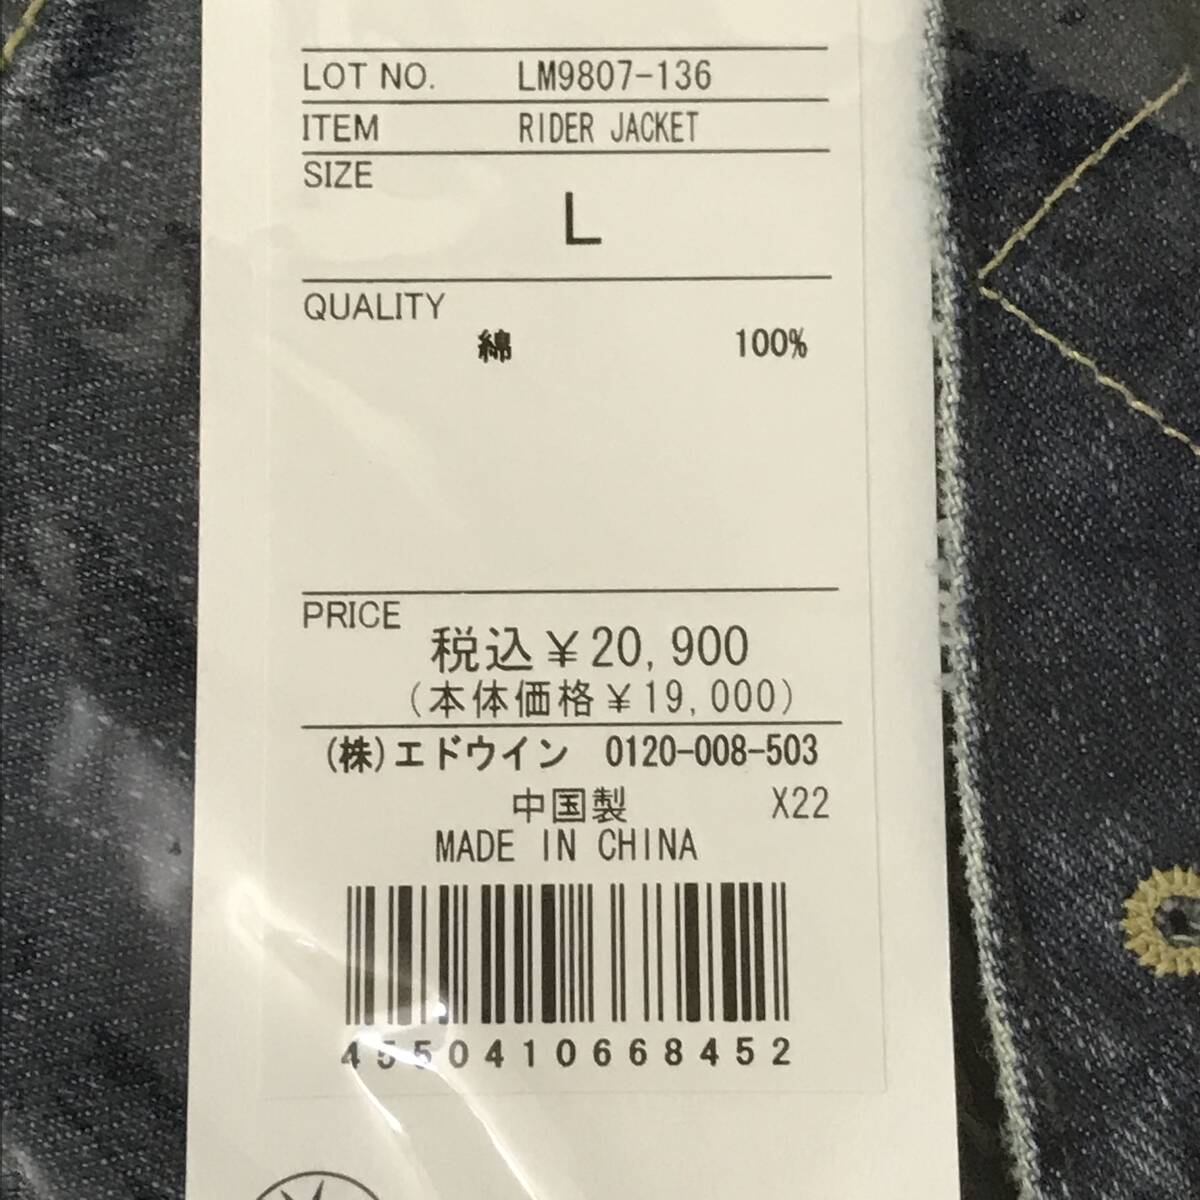 LOT NO. LM9807-136
ITEM RIDER JACKET
SIZE
L
QUALITY
綿 100%
PRICE
税込¥20,900
(本体価格¥19,000)
(株)エドウイン 0120-008-503
中国製 X22
MADE IN CHINA
4550410668452